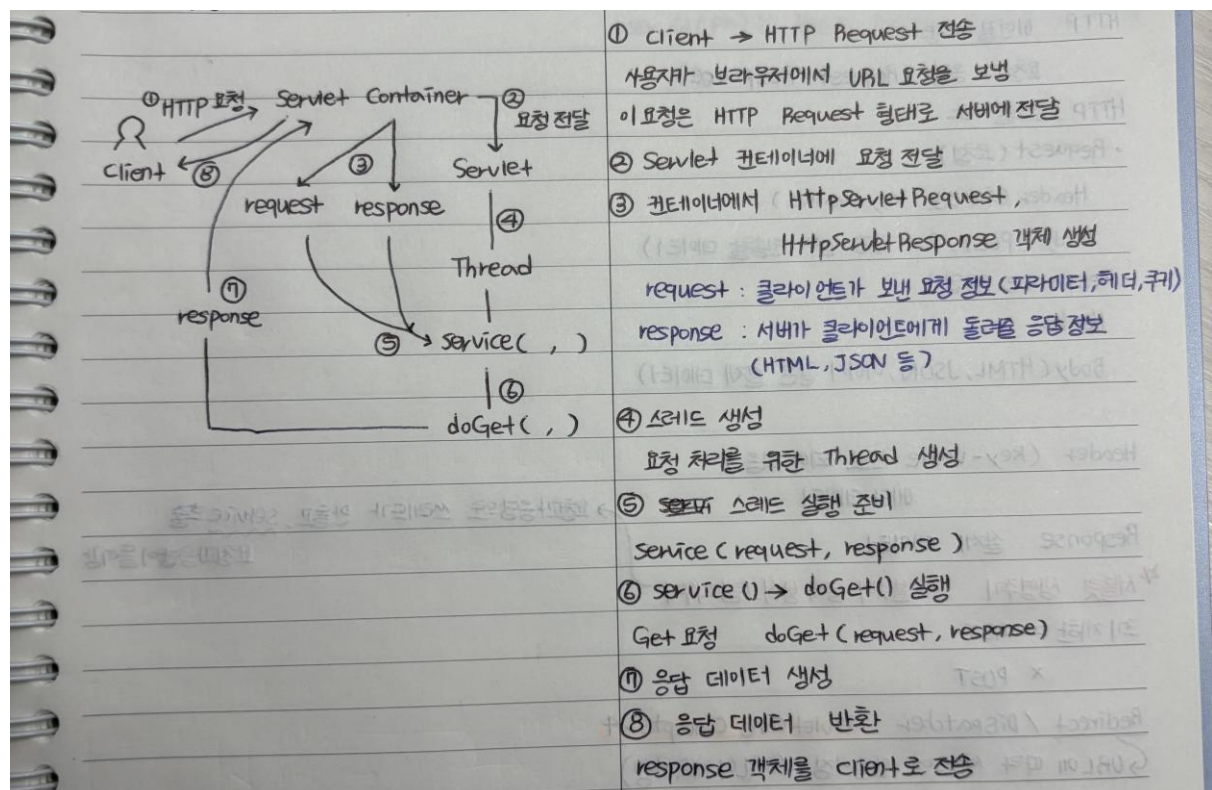 ① HTTP 요청
Servlet Container
②
요청 전달
Client
⑧
③
Servlet
request
response
④
Thread
⑦
response
⑤
service( , )
⑥
doGet( , )
① Client → HTTP Request 전송
사용자가 브라우저에서 URL 요청을 보냄
이 요청은 HTTP Request 형태로 서버에 전달
② Servlet 컨테이너에 요청 전달
③ 컨테이너에서 HttpServletRequest,
HttpServletResponse 객체 생성
request : 클라이언트가 보낸 요청 정보(파라미터, 헤더, 쿠키)
response : 서버가 클라이언트에게 돌려줄 응답 정보
(HTML, JSON 등)
④ 스레드 생성
요청 처리를 위한 Thread 생성
⑤ 스레드 실행 준비
service (request, response)
⑥ service () → doGet() 실행
Get 요청 doGet (request, response)
⑦ 응답 데이터 생성
⑧ 응답 데이터 반환
response 객체를 client로 전송